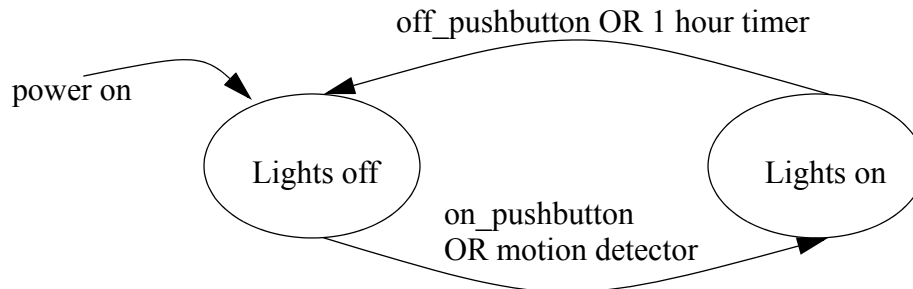 off_pushbutton OR 1 hour timer
power on
Lights off
Lights on
on_pushbutton
OR motion detector